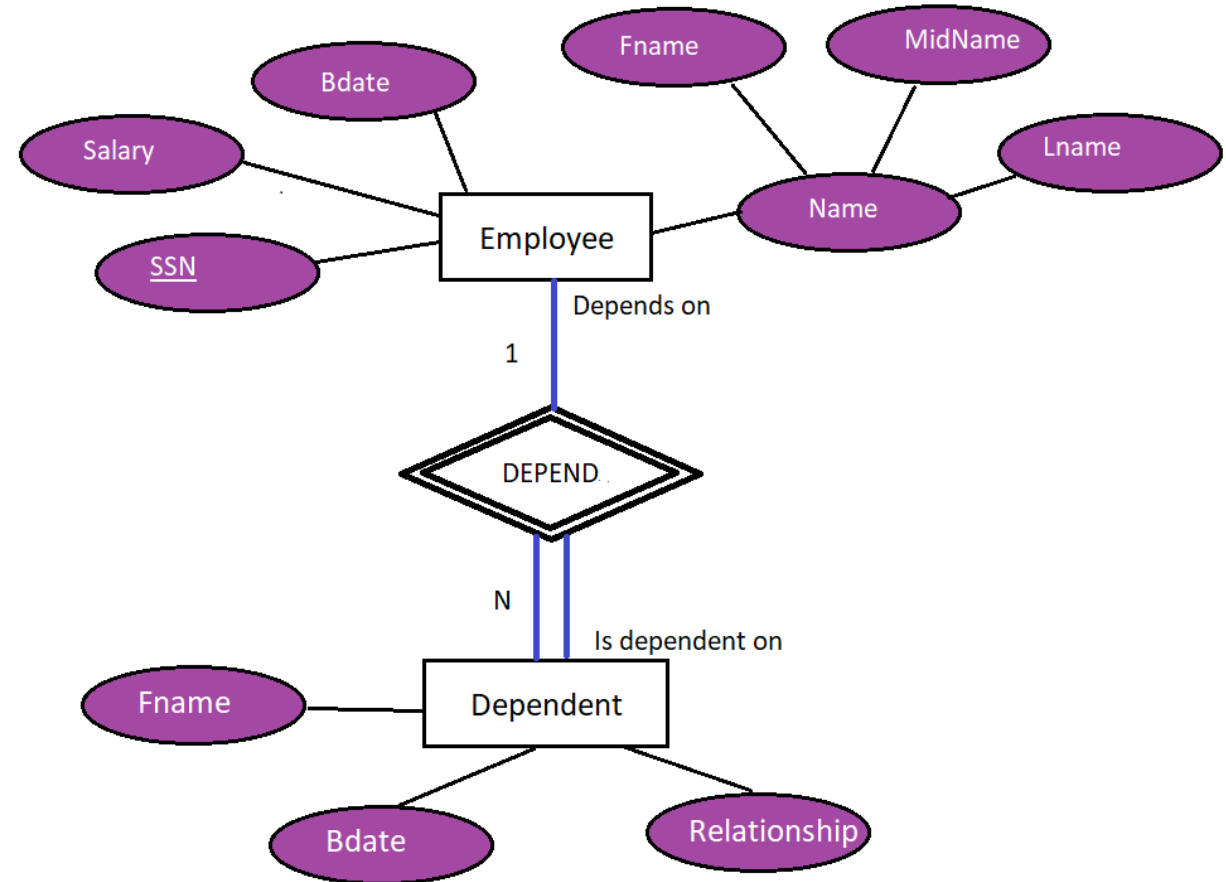 Fname
MidName
Bdate
Salary
Lname
Name
Employee
SSN
Depends on
1
DEPEND
N
Is dependent on
Fname
Dependent
Bdate
Relationship